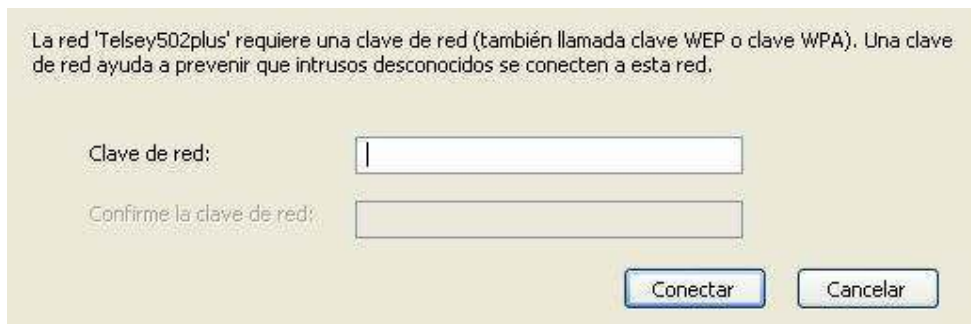 La red 'Telsey502plus' requiere una clave de red (también llamada clave WEP o clave WPA). Una clave
de red ayuda a prevenir que intrusos desconocidos se conecten a esta red.
Clave de red:
Confirme la clave de red:
Conectar Cancelar